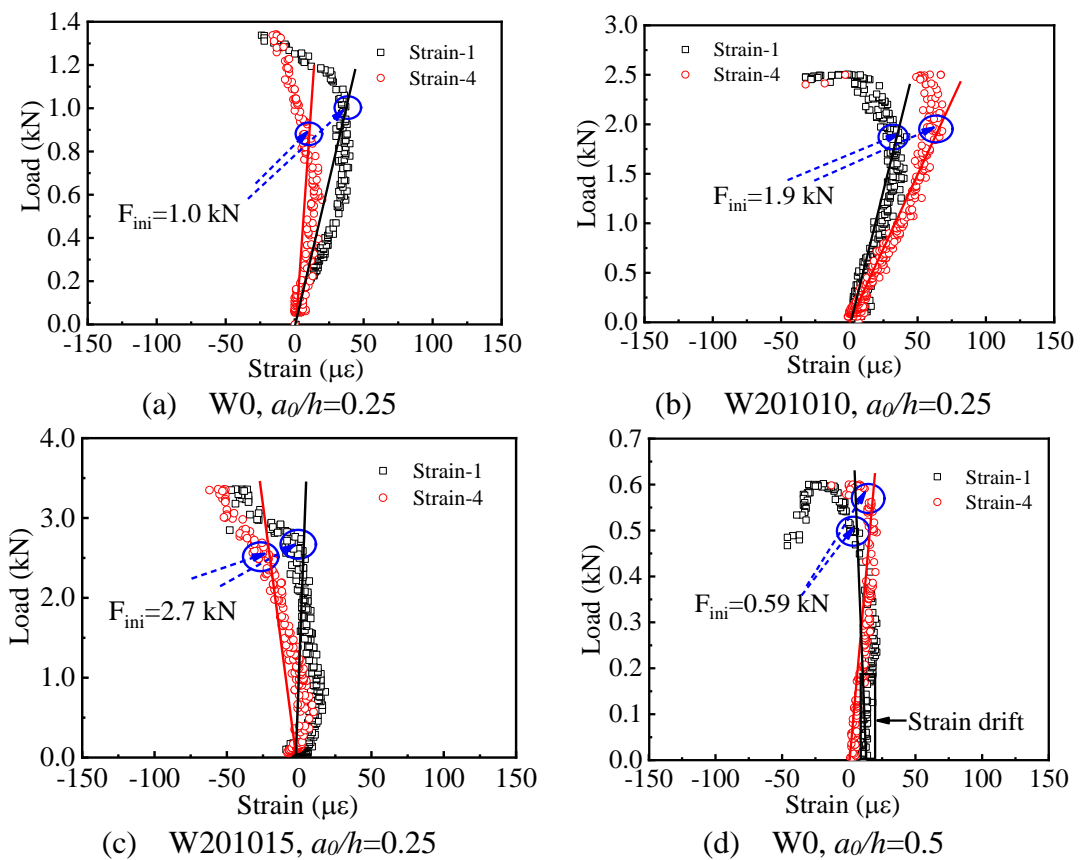 1.4
1.2
1.0
0.8
0.6
0.4
0.2
0.0
Load (kN)
Strain-1
Strain-4
F_ini=1.0 kN
-150 -100 -50 0 50 100 150
Strain (με)
(a) W0, a0/h=0.25
3.0
2.5
2.0
1.5
1.0
0.5
0.0
Load (kN)
Strain-1
Strain-4
F_ini=1.9 kN
-150 -100 -50 0 50 100 150
Strain (με)
(b) W201010, a0/h=0.25
4.0
3.0
2.0
1.0
0.0
Load (kN)
Strain-1
Strain-4
F_ini=2.7 kN
-150 -100 -50 0 50 100 150
Strain (με)
(c) W201015, a0/h=0.25
0.7
0.6
0.5
0.4
0.3
0.2
0.1
0.0
Load (kN)
Strain-1
Strain-4
F_ini=0.59 kN
Strain drift
-150 -100 -50 0 50 100 150
Strain (με)
(d) W0, a0/h=0.5